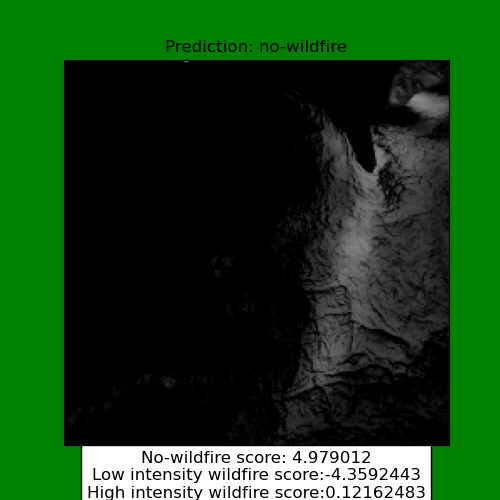 Prediction: no-wildfire
No-wildfire score: 4.979012
Low intensity wildfire score:-4.3592443
High intensity wildfire score:0.12162483